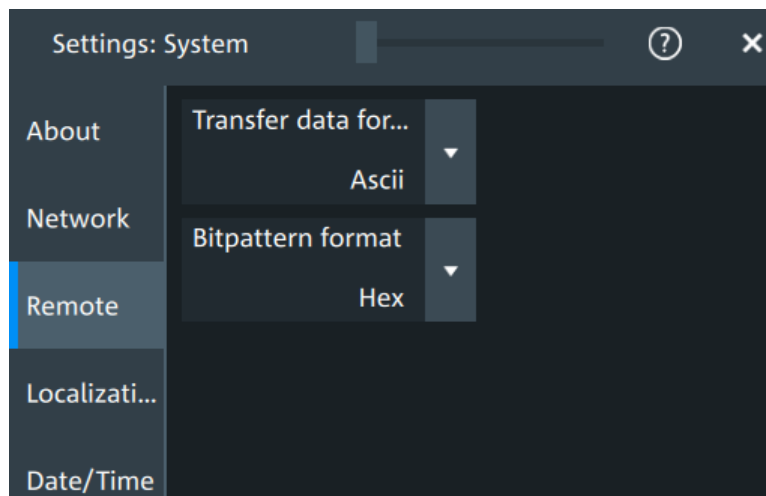 Settings: System
?
×
About
Network
Remote
Localizati...
Date/Time
Transfer data for...
Ascii
Bitpattern format
Hex